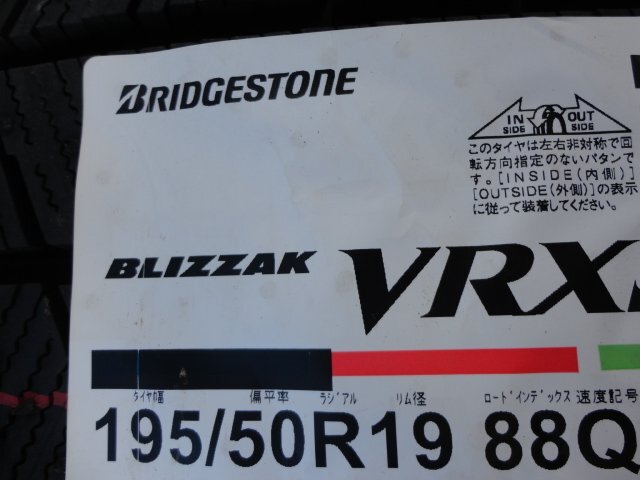 BRIDGESTONE
IN OUT
SIDE SIDE
このタイヤは左右非対称で回
転方向指定のないパタンで
す。[INSIDE(内側)]
[OUTSIDE(外側)]の表示
に従って装着してください。
BLIZZAK VRX
タイヤ幅 偏平率 ラジアル リム径 ロードインデックス 速度記号
195/50R19 88Q